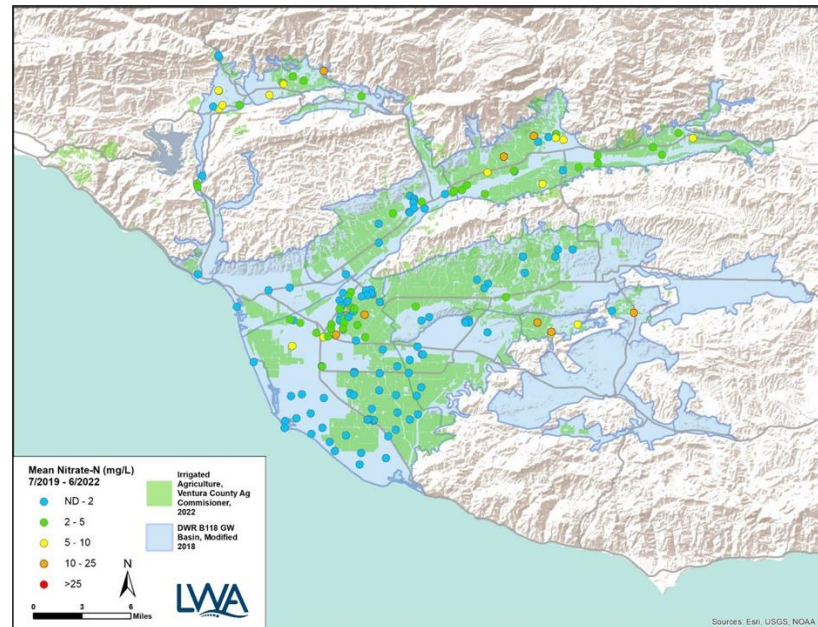 Mean Nitrate-N (mg/L)
7/2019 - 6/2022
ND - 2
2 - 5
5 - 10
10 - 25
>25
Irrigated
Agriculture,
Ventura County Ag
Commisioner,
2022
DWR B118 GW
Basin, Modified
2018
N
0 3 6
Miles
LWA
Sources: Esri, USGS, NOAA